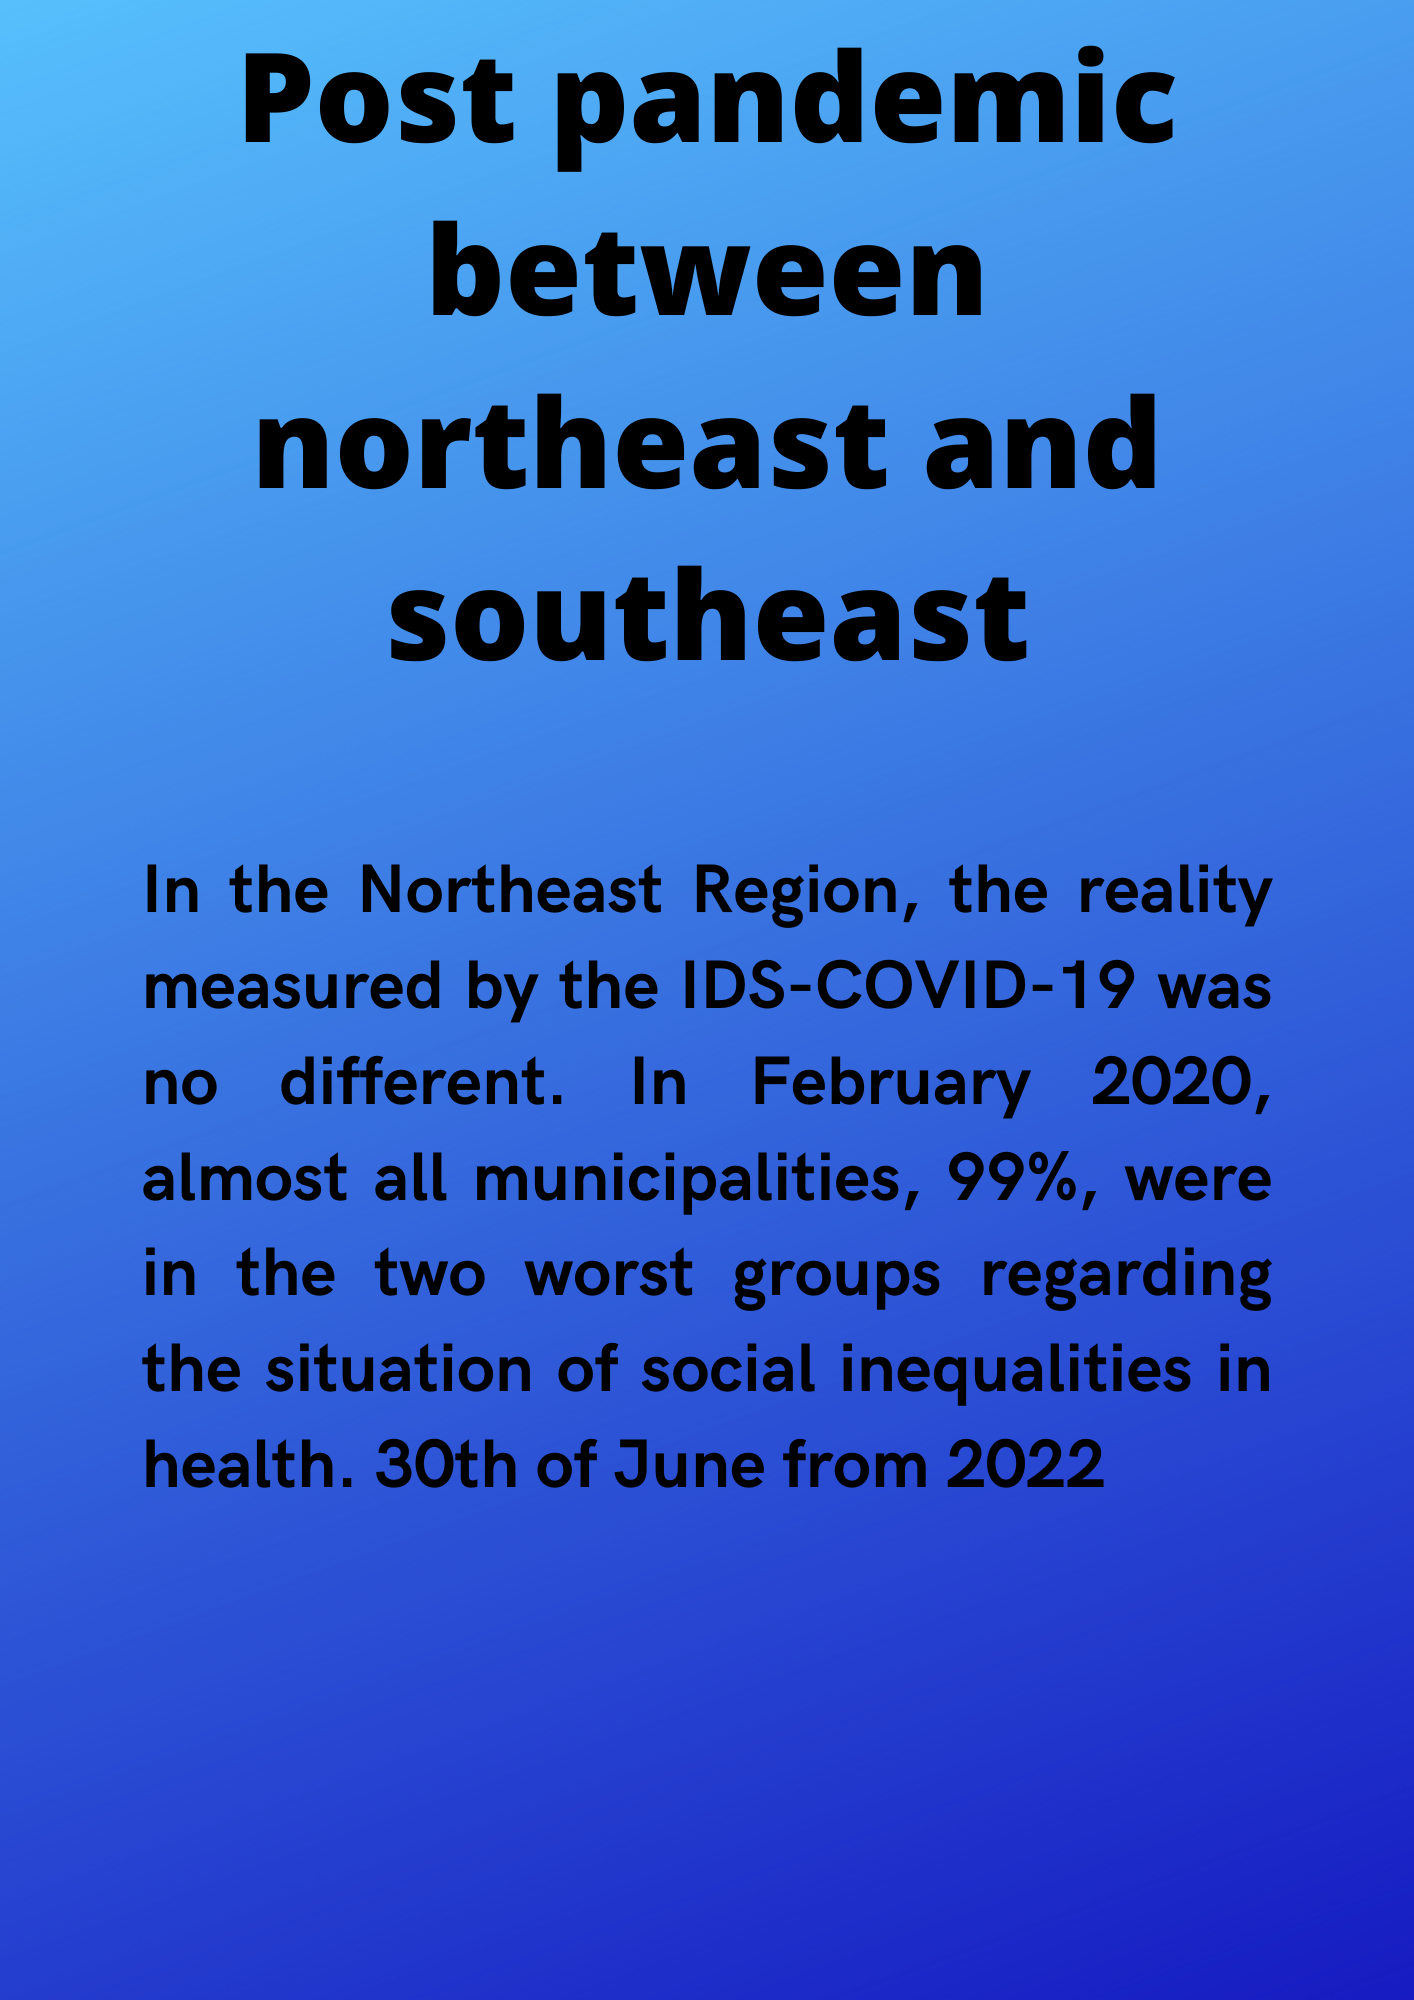 Post pandemic
between
northeast and
southeast
In the Northeast Region, the reality
measured by the IDS-COVID-19 was
no different. In February 2020,
almost all municipalities, 99%, were
in the two worst groups regarding
the situation of social inequalities in
health. 30th of June from 2022